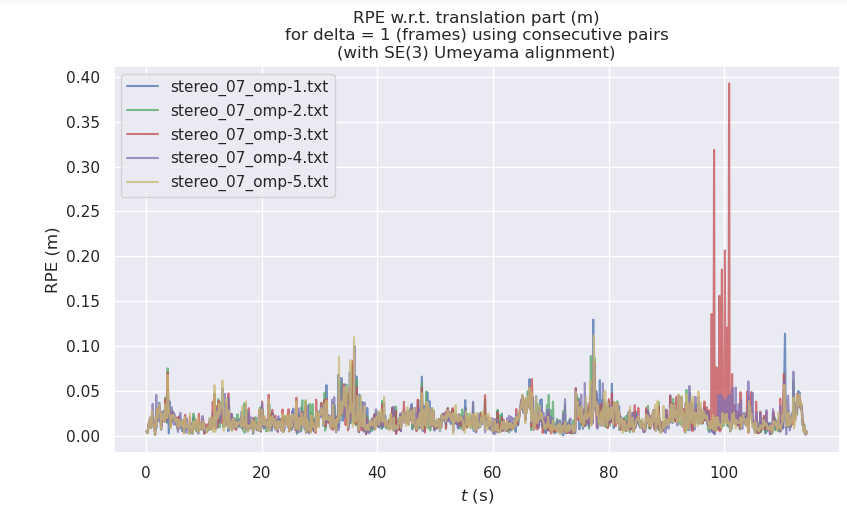 RPE w.r.t. translation part (m)
for delta = 1 (frames) using consecutive pairs
(with SE(3) Umeyama alignment)
stereo_07_omp-1.txt
stereo_07_omp-2.txt
stereo_07_omp-3.txt
stereo_07_omp-4.txt
stereo_07_omp-5.txt
RPE (m)
0.40
0.35
0.30
0.25
0.20
0.15
0.10
0.05
0.00
0 20 40 60 80 100
t (s)